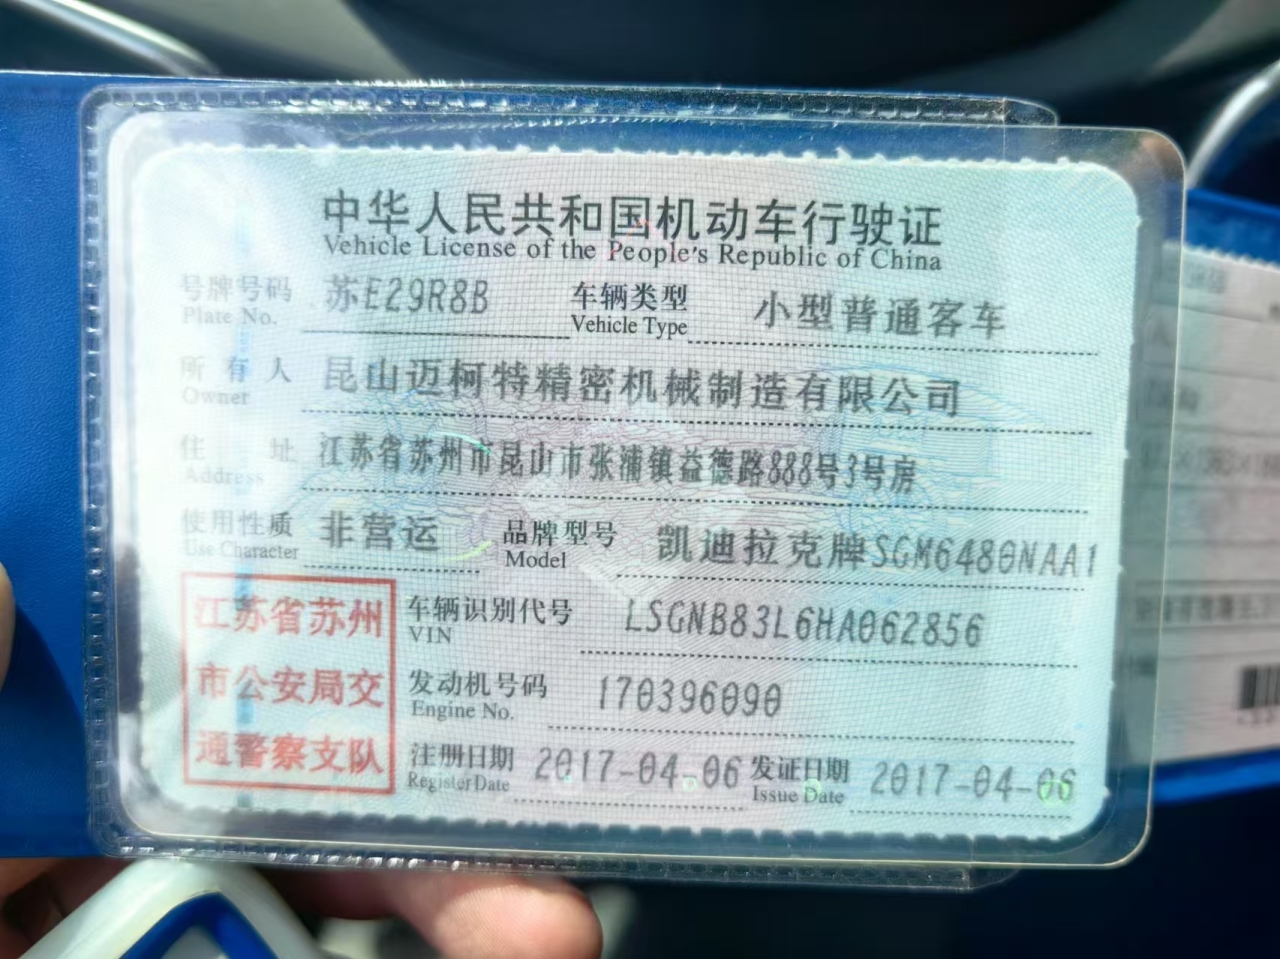 中华人民共和国机动车行驶证
Vehicle License of the People's Republic of China
号牌号码 苏E29R8B 车辆类型 小型普通客车
Plate No. Vehicle Type
所有人 昆山迈柯特精密机械制造有限公司
Owner
住址 江苏省苏州市昆山市张浦镇益德路888号3号房
Address
使用性质 非营运 品牌型号 凯迪拉克牌SGM6480NAA1
Use Character Model
江苏省苏州
市公安局交
通警察支队
车辆识别代号 LSGNB83L6HA062856
VIN
发动机号码 170396090
Engine No.
注册日期 2017-04-06 发证日期 2017-04-06
Register Date Issue Date